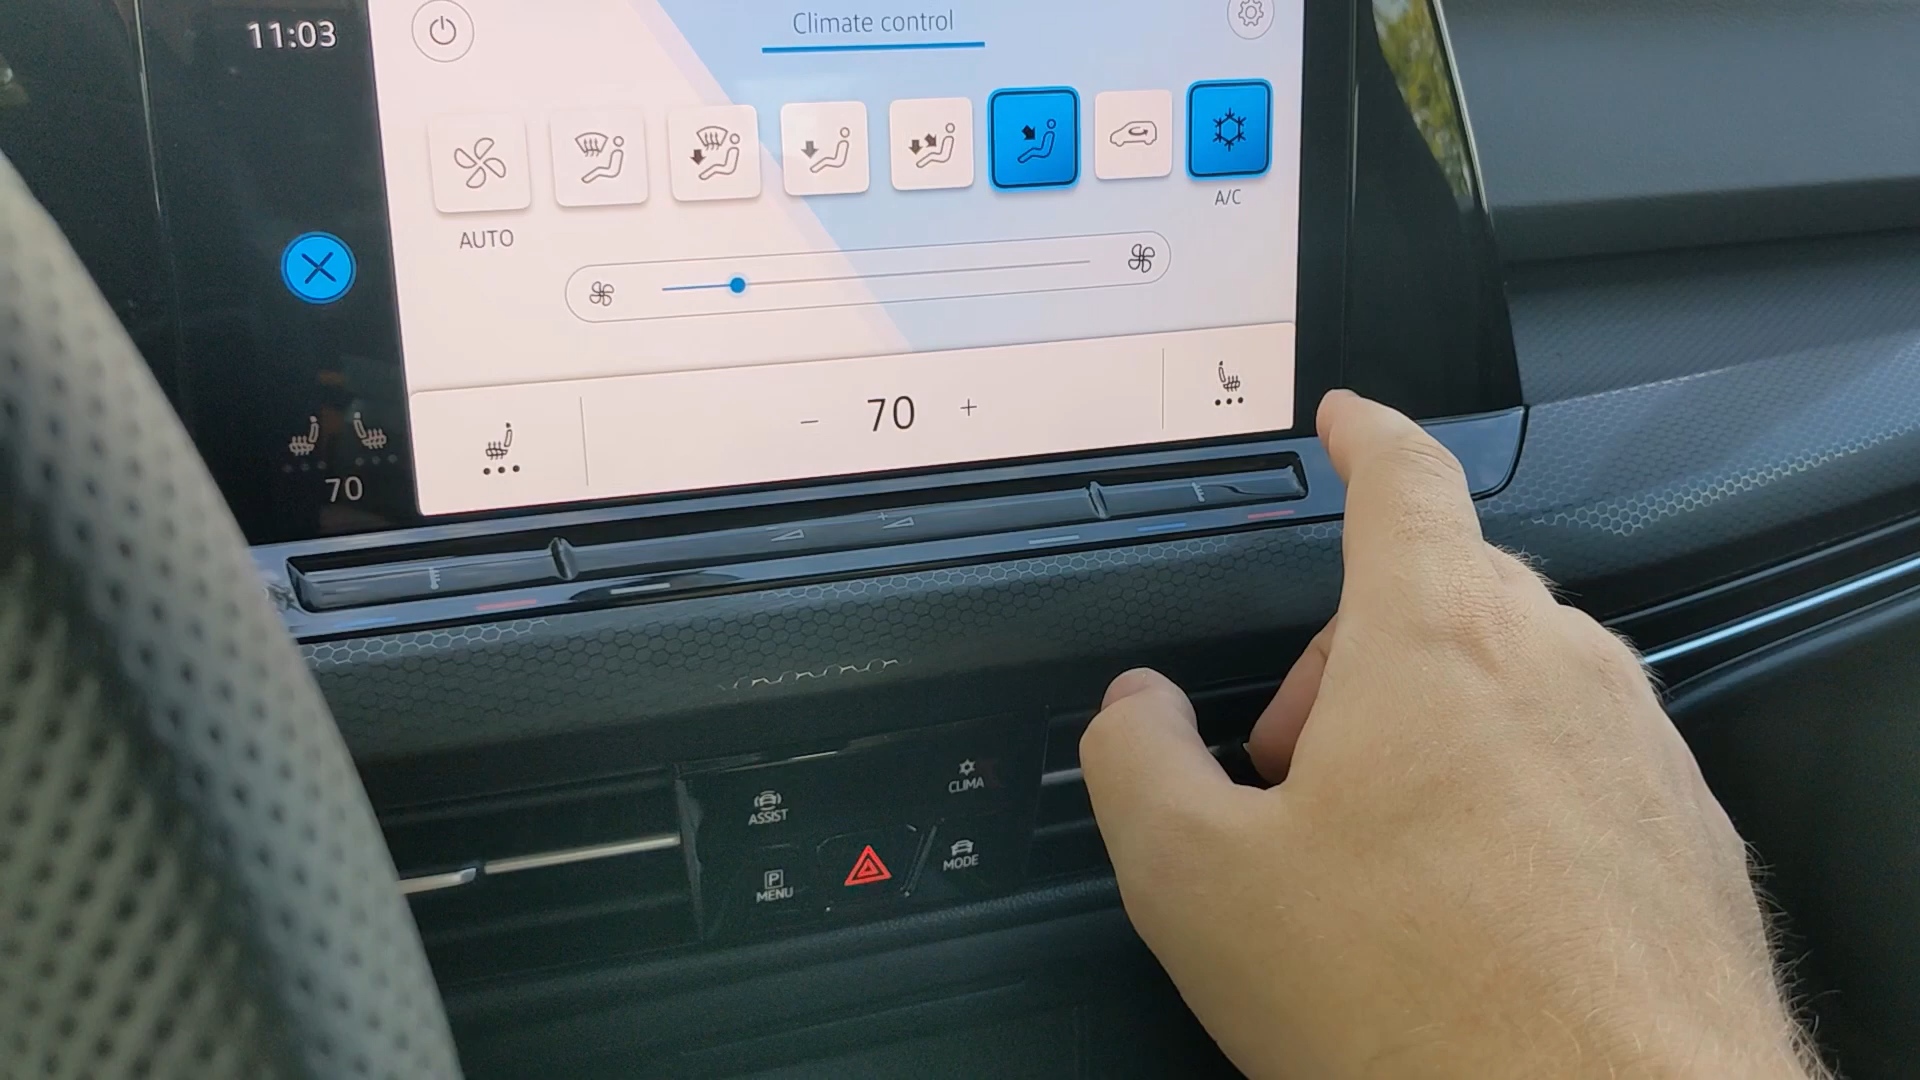 11:03
Climate control
AUTO
A/C
70
70
ASSIST
CLIMA
MENU
MODE
P